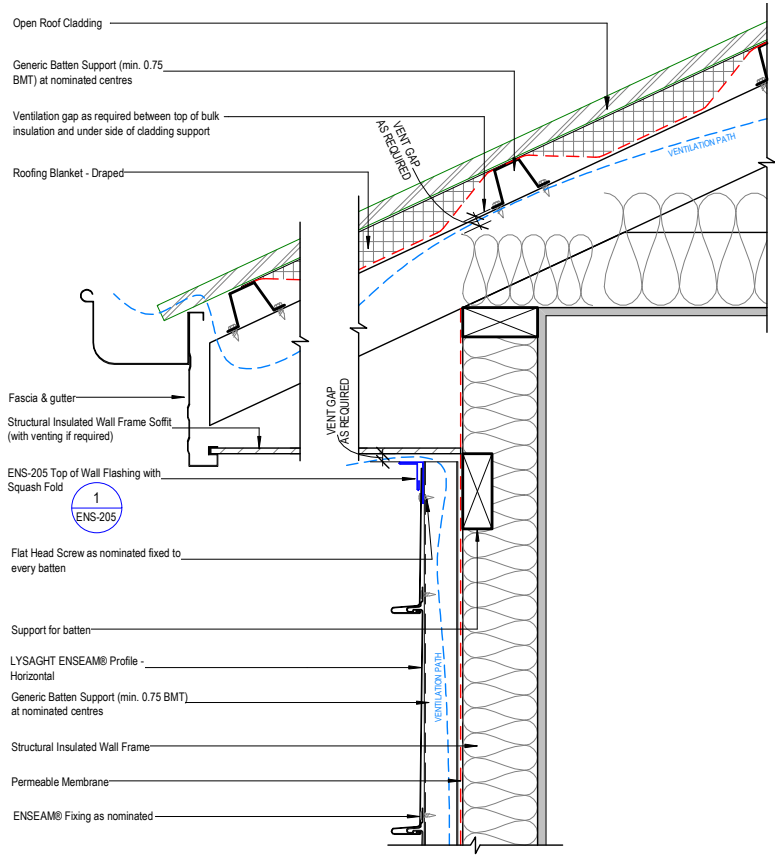 Open Roof Cladding
Generic Batten Support (min. 0.75
BMT) at nominated centres
Ventilation gap as required between top of bulk
insulation and under side of cladding support
Roofing Blanket - Draped
VENT GAP
AS REQUIRED
VENTILATION PATH
Fascia & gutter
Structural Insulated Wall Frame Soffit
(with venting if required)
VENT GAP
AS REQUIRED
ENS-205 Top of Wall Flashing with
Squash Fold
1
ENS-205
Flat Head Screw as nominated fixed to
every batten
Support for batten
LYSAGHT ENSEAM® Profile -
Horizontal
Generic Batten Support (min. 0.75 BMT)
at nominated centres
VENTILATION PATH
Structural Insulated Wall Frame
Permeable Membrane
ENSEAM® Fixing as nominated